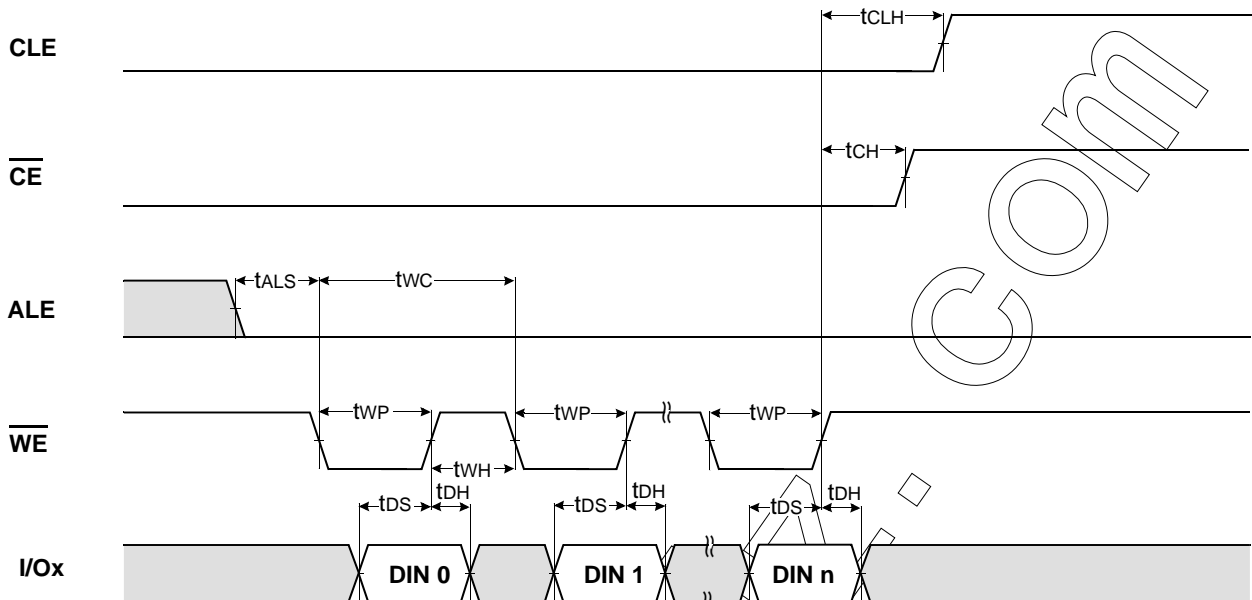 tCLH
CLE
tCH
CE
tALS
tWC
ALE
tWP
tWP
tWP
WE
tWH
tDS
tDH
tDS
tDH
tDS
tDH
I/Ox
DIN 0
DIN 1
DIN n
A.com